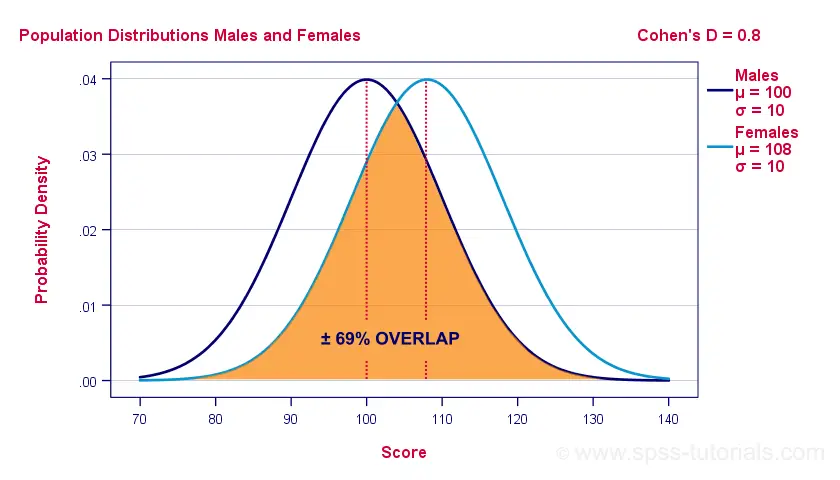 Population Distributions Males and Females
Cohen's D = 0.8
Males
μ = 100
σ = 10
Females
μ = 108
σ = 10
Probability Density
.04
.03
.02
.01
.00
± 69% OVERLAP
70 80 90 100 110 120 130 140
Score
© www.spss-tutorials.com